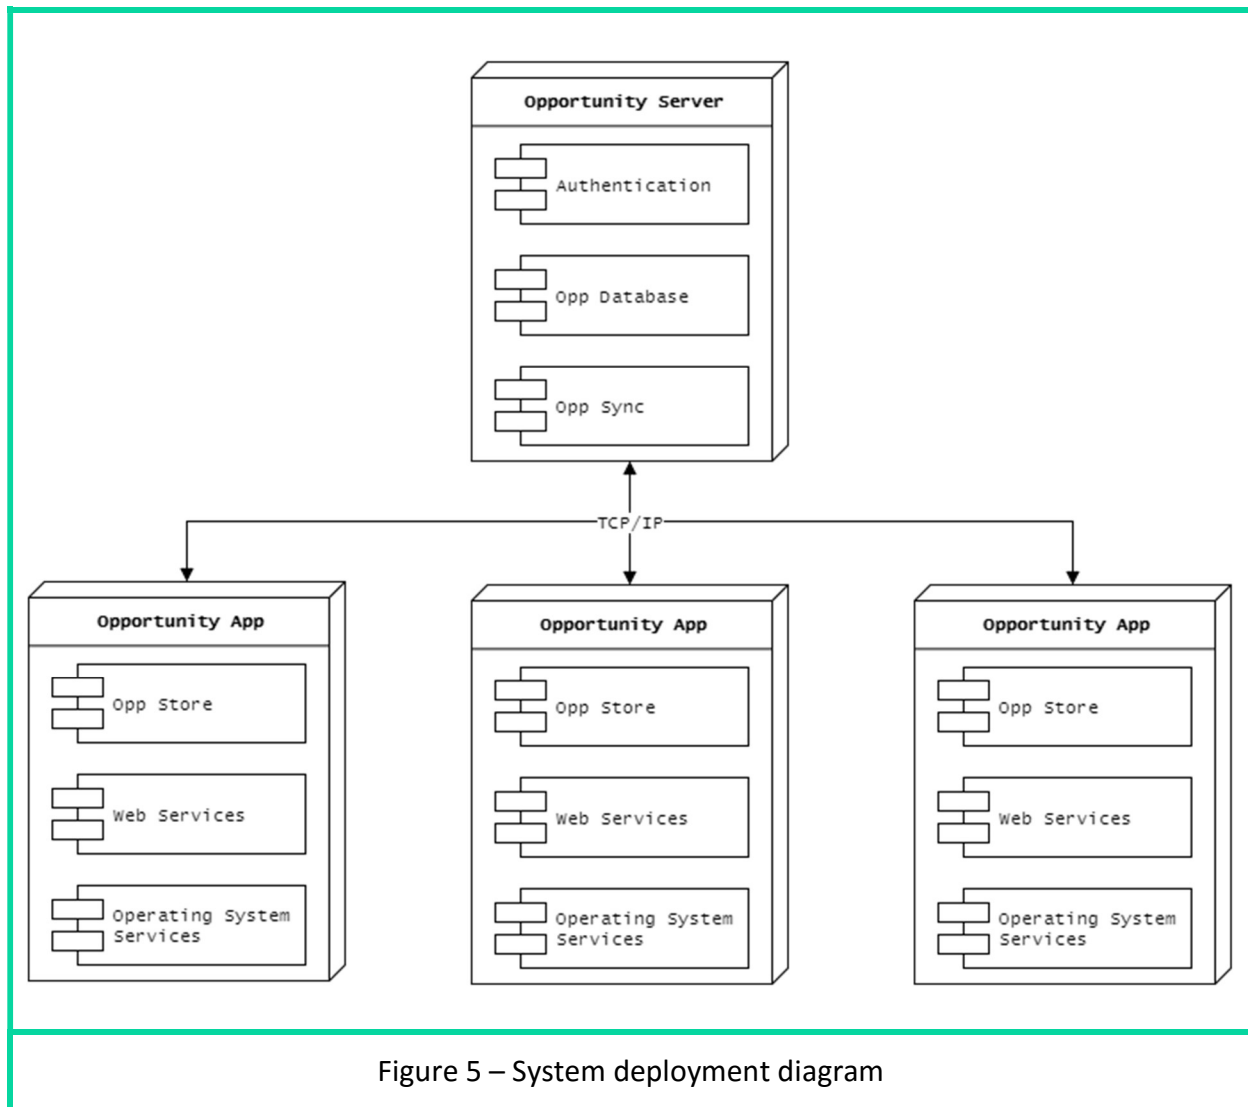 Opportunity Server
Authentication
Opp Database
Opp Sync
TCP/IP
Opportunity App
Opp Store
Web Services
Operating System
Services
Opportunity App
Opp Store
Web Services
Operating System
Services
Opportunity App
Opp Store
Web Services
Operating System
Services
Figure 5 – System deployment diagram